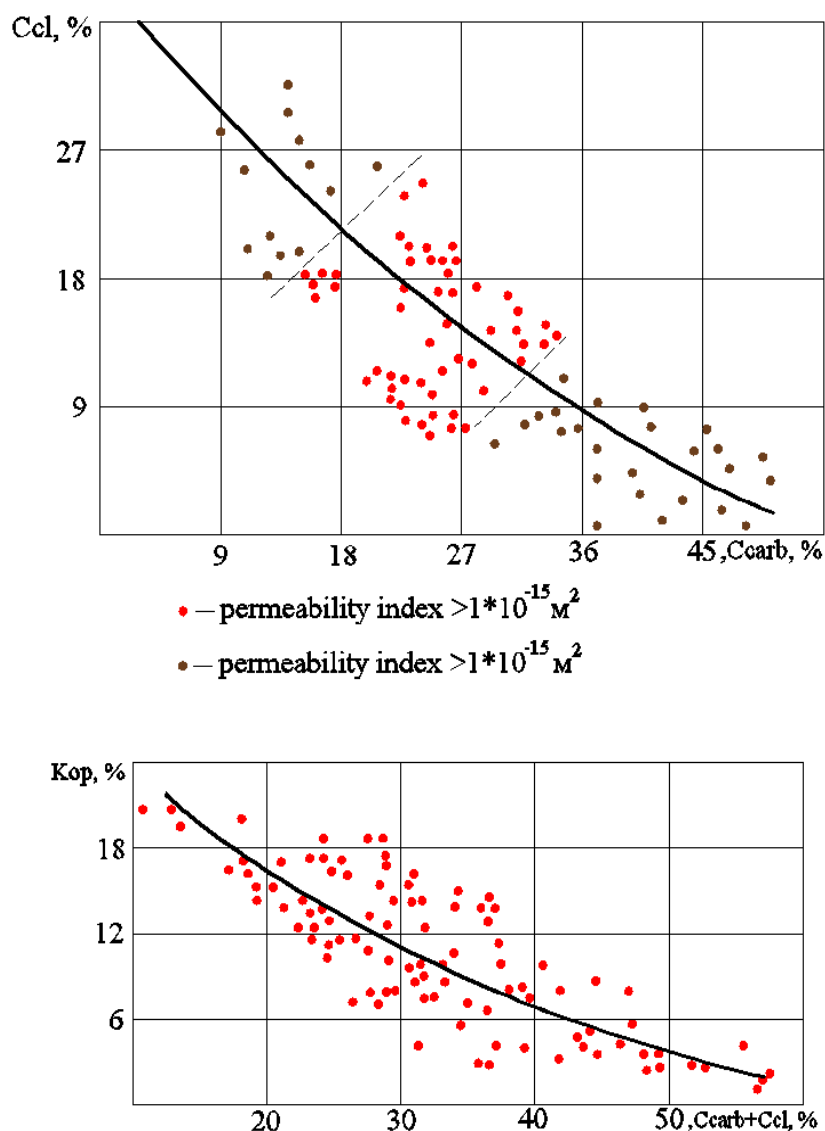 Ccl, %
27
18
9
9 18 27 36 45 ,Ccarb, %
– permeability index >1*10⁻¹⁵ м²
– permeability index >1*10⁻¹⁵ м²
Kop, %
18
12
6
20 30 40 50 ,Ccarb+Ccl, %